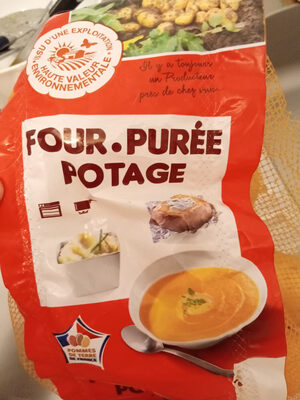 ISSU D'UNE EXPLOITATION
HAUTE VALEUR
ENVIRONNEMENTALE
Il y a toujours
un Producteur
près de chez vous
FOUR • PURÉE
POTAGE
POMMES
DE TERRE
DE FRANCE